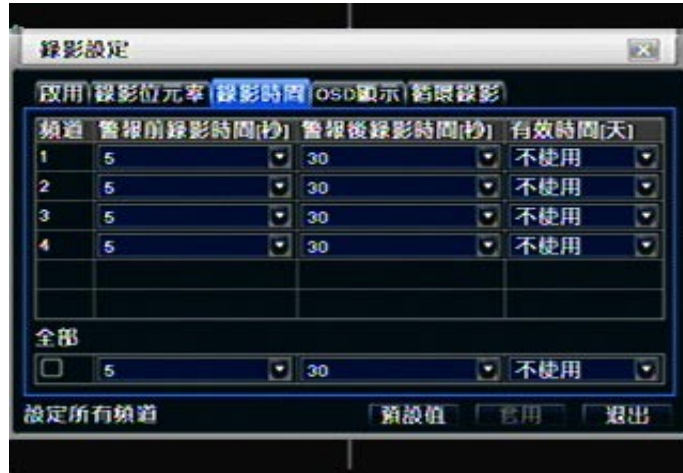 錄影設定
啟用 錄影位元率 錄影時間 OSD顯示 循環錄影
頻道 警報前錄影時間[秒] 警報後錄影時間[秒] 有效時間[天]
1 5 30 不使用
2 5 30 不使用
3 5 30 不使用
4 5 30 不使用
全部
5 30 不使用
設定所有頻道 預設值 套用 退出